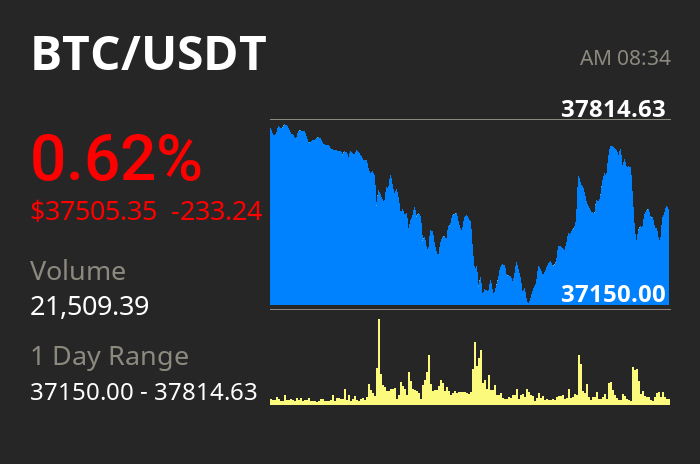 BTC/USDT
AM 08:34
37814.63
0.62%
$37505.35 -233.24
Volume
21,509.39
37150.00
1 Day Range
37150.00 - 37814.63